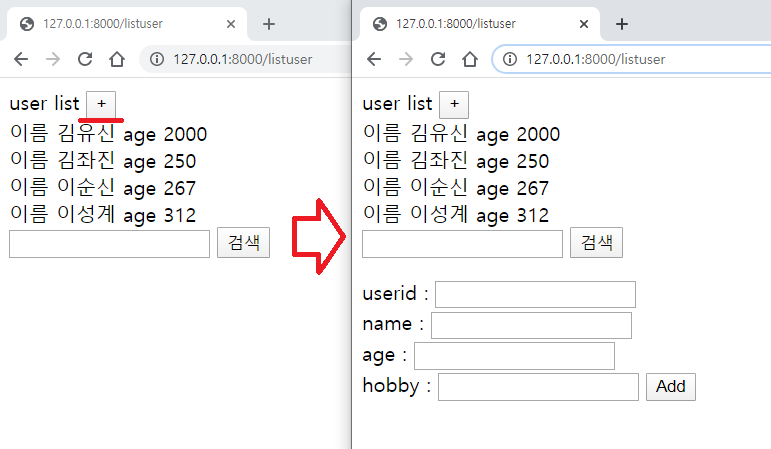 127.0.0.1:8000/listuser
127.0.0.1:8000/listuser
user list +
이름 김유신 age 2000
이름 김좌진 age 250
이름 이순신 age 267
이름 이성계 age 312
검색
127.0.0.1:8000/listuser
127.0.0.1:8000/listuser
user list +
이름 김유신 age 2000
이름 김좌진 age 250
이름 이순신 age 267
이름 이성계 age 312
검색
userid :
name :
age :
hobby : Add